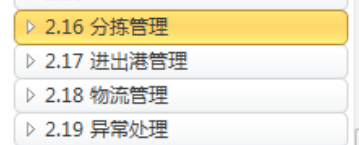 2.16 分拣管理
2.17 进出港管理
2.18 物流管理
2.19 异常处理